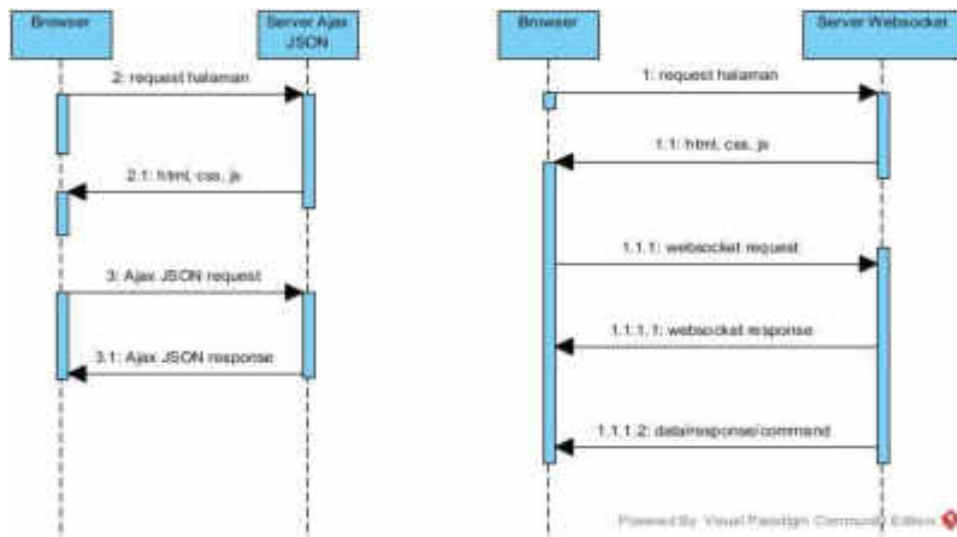 Browser
Server Ajax
JSON
2: request halaman
2.1: html, css, js
3: Ajax JSON request
3.1: Ajax JSON response
Browser
Server Websocket
1: request halaman
1.1: html, css, js
1.1.1: websocket request
1.1.1.1: websocket response
1.1.1.2: data/response/command
Powered By Visual Paradigm Community Edition